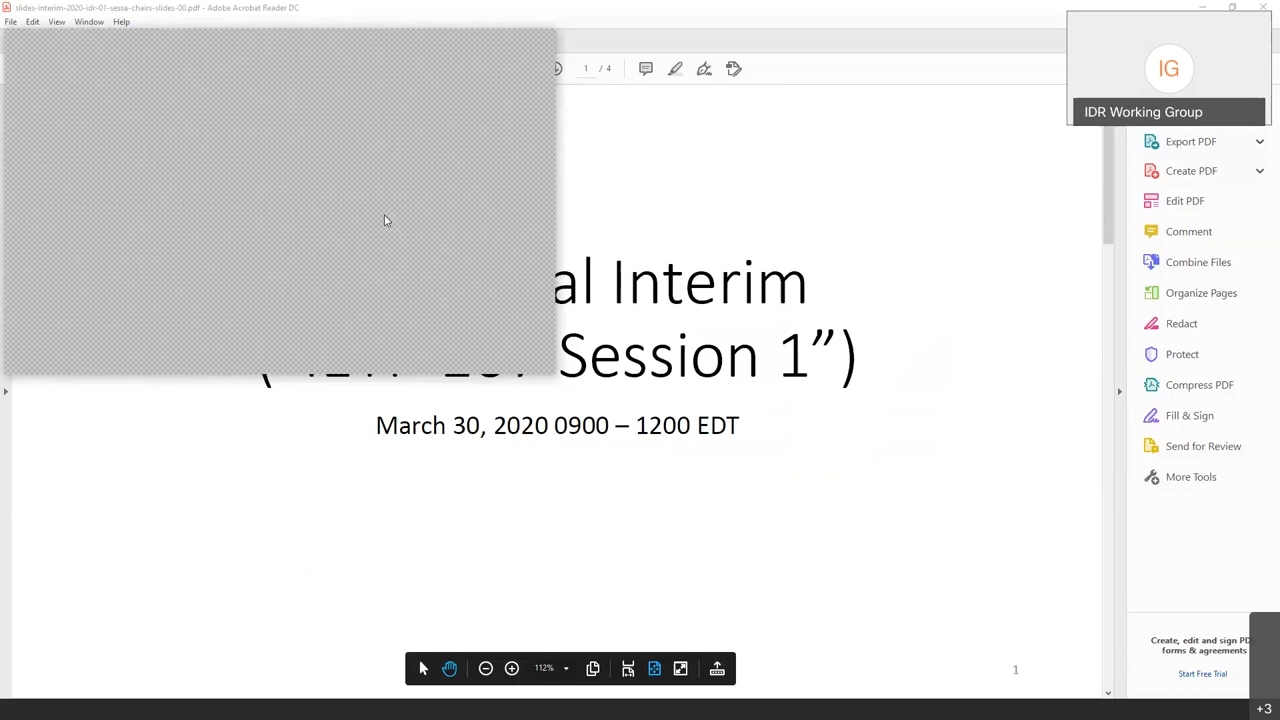 slides-interim-2020-idr-01-sessa-chairs-slides-00.pdf - Adobe Acrobat Reader DC
File Edit View Window Help
IG
IDR Working Group
1 / 4
Export PDF
Create PDF
Edit PDF
Comment
Combine Files
Organize Pages
Redact
Protect
Compress PDF
Fill & Sign
Send for Review
More Tools
al Interim
Session 1”)
March 30, 2020 0900 – 1200 EDT
Create, edit and sign PD
forms & agreements
Start Free Trial
112%
1
+3